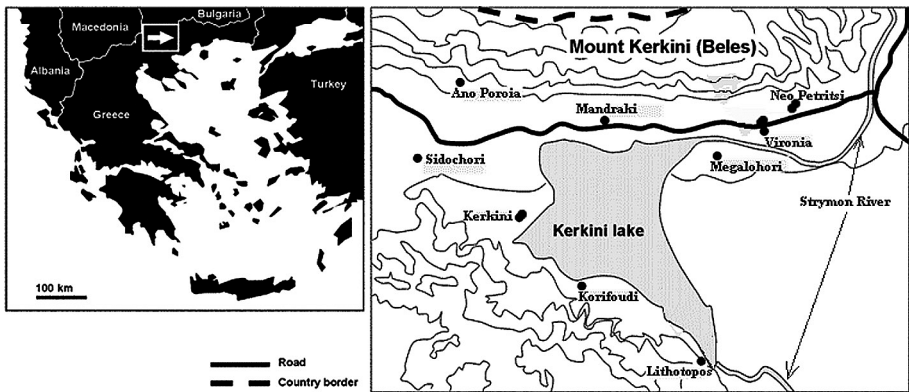 Macedonia
Bulgaria
Albania
Greece
Turkey
100 km
Road
Country border
Mount Kerkini (Beles)
Ano Poroia
Neo Petritsi
Mandraki
Vironia
Sidochori
Megalohori
Strymon River
Kerkini
Kerkini lake
Korifoudi
Lithotopos